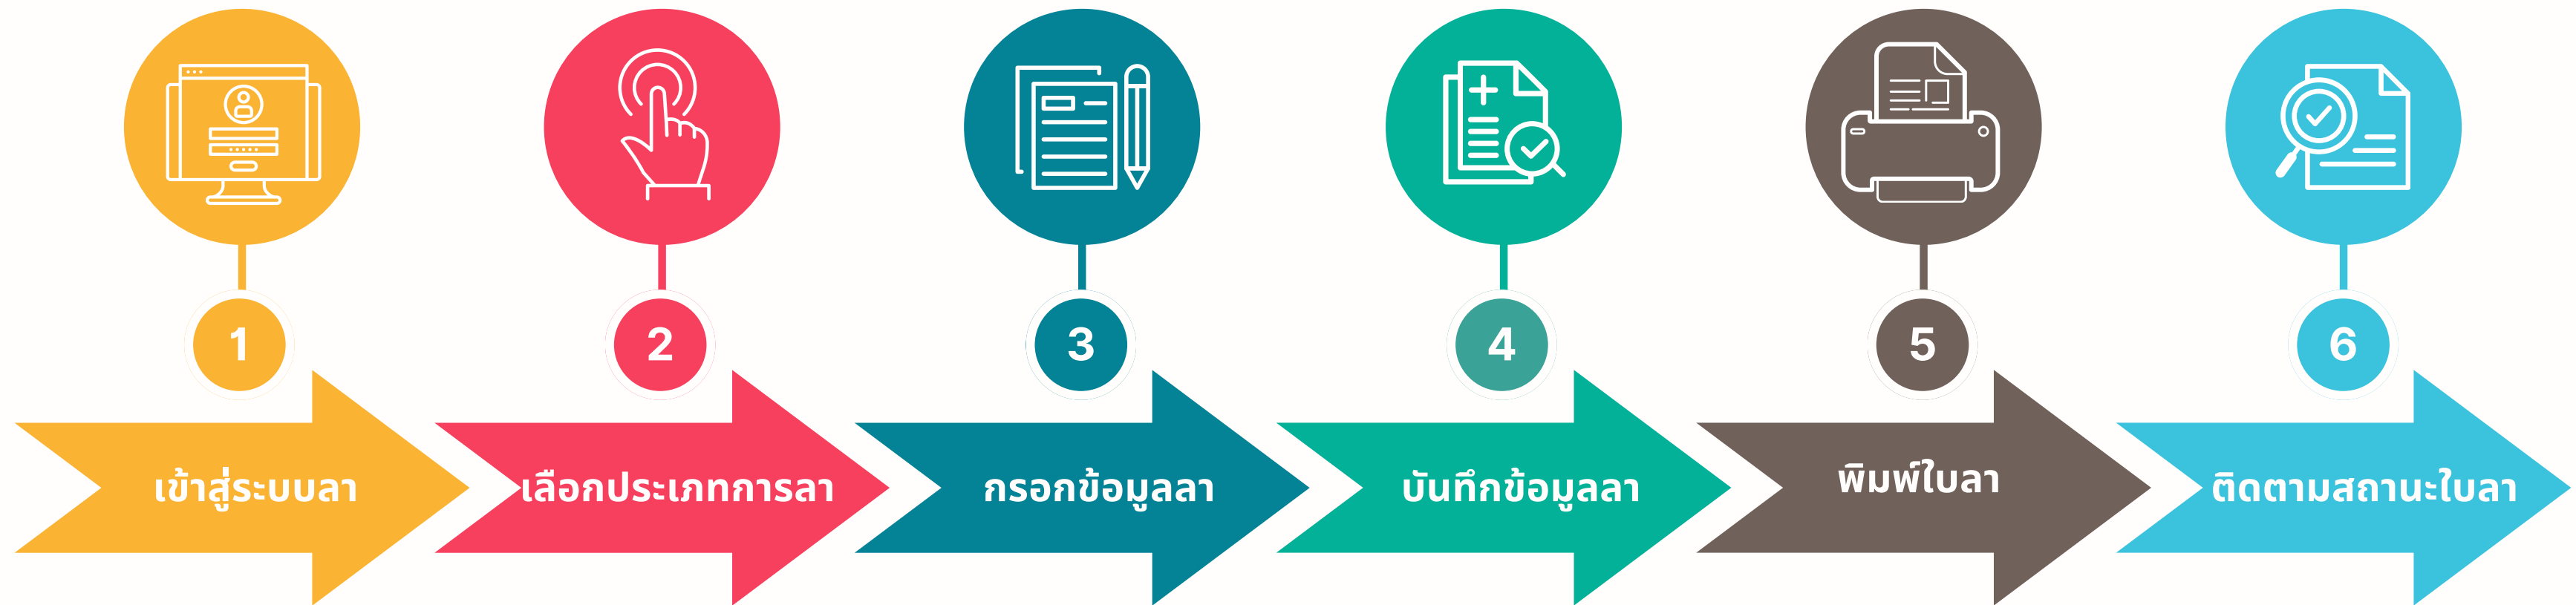 1
2
3
4
5
6
เข้าสู่ระบบลา
เลือกประเภทการลา
กรอกข้อมูลลา
บันทึกข้อมูลลา
พิมพ์ใบลา
ติดตามสถานะใบลา